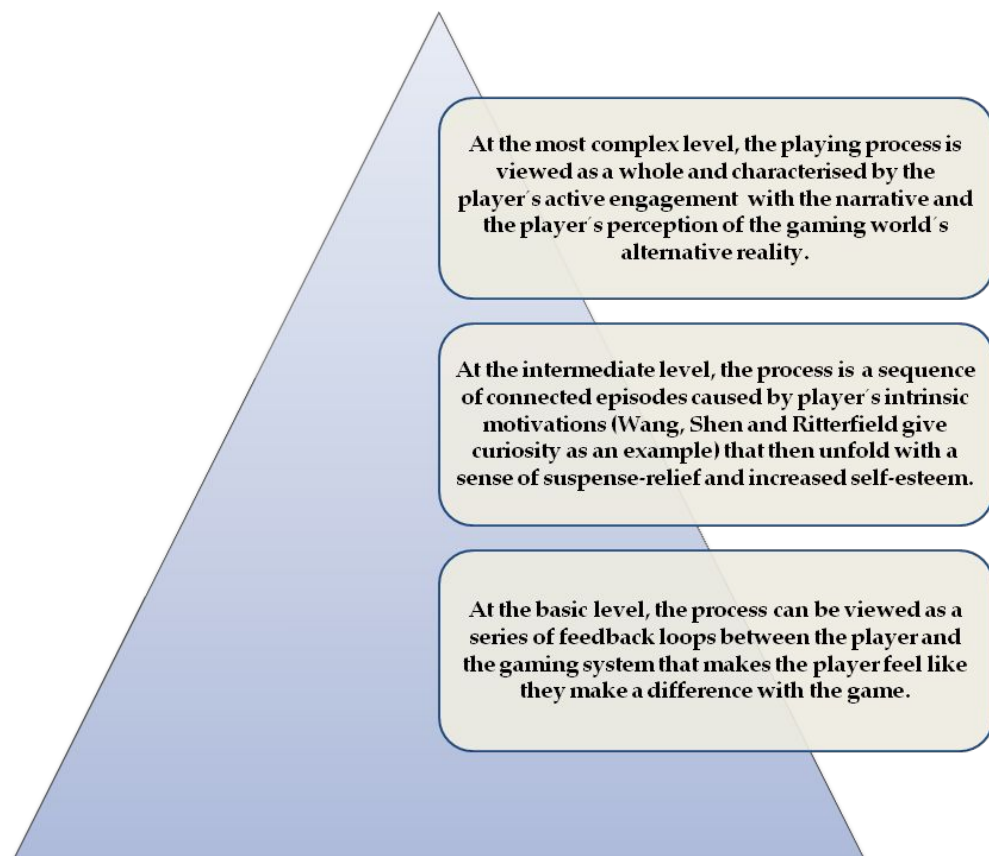 At the most complex level, the playing process is
viewed as a whole and characterised by the
player´s active engagement with the narrative and
the player´s perception of the gaming world´s
alternative reality.
At the intermediate level, the process is a sequence
of connected episodes caused by player´s intrinsic
motivations (Wang, Shen and Ritterfield give
curiosity as an example) that then unfold with a
sense of suspense-relief and increased self-esteem.
At the basic level, the process can be viewed as a
series of feedback loops between the player and
the gaming system that makes the player feel like
they make a difference with the game.